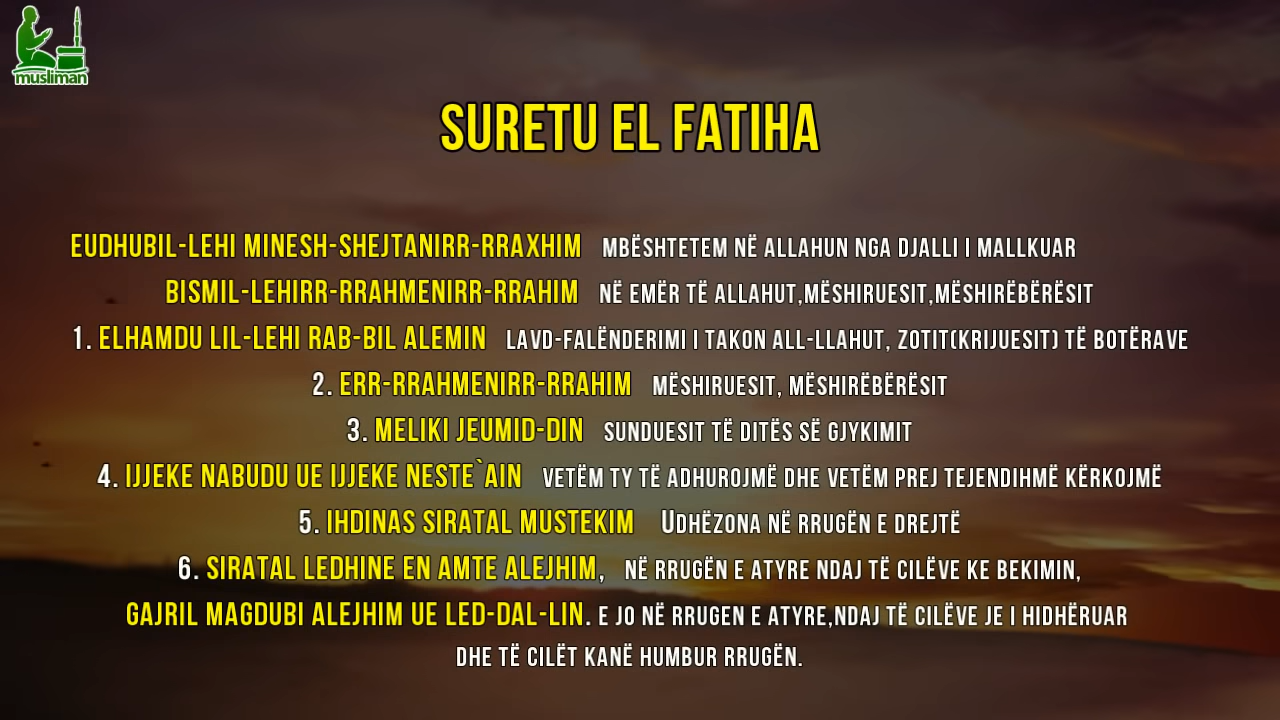 musliman
SURETU EL FATIHA
EUDHUBIL-LEHI MINESH-SHEJTANIRR-RRAXHIM MBËSHTETEM NË ALLAHUN NGA DJALLI I MALLKUAR
BISMIL-LEHIRR-RRAHMENIRR-RRAHIM NË EMËR TË ALLAHUT,MËSHIRUESIT,MËSHIRËBËRËSIT
1. ELHAMDU LIL-LEHI RAB-BIL ALEMIN LAVD-FALËNDERIMI I TAKON ALL-LLAHUT, ZOTIT(KRIJUESIT) TË BOTËRAVE
2. ERR-RRAHMENIRR-RRAHIM MËSHIRUESIT, MËSHIRËBËRËSIT
3. MELIKI JEUMID-DIN SUNDUESIT TË DITËS SË GJYKIMIT
4. IJJEKE NABUDU UE IJJEKE NESTE`AIN VETËM TY TË ADHUROJMË DHE VETËM PREJ TEJENDIHMË KËRKOJMË
5. IHDINAS SIRATAL MUSTEKIM UDHËZONA NË RRUGËN E DREJTË
6. SIRATAL LEDHINE EN AMTE ALEJHIM, NË RRUGËN E ATYRE NDAJ TË CILËVE KE BEKIMIN,
GAJRIL MAGDUBI ALEJHIM UE LED-DAL-LIN. E JO NË RRUGEN E ATYRE,NDAJ TË CILËVE JE I HIDHËRUAR
DHE TË CILËT KANË HUMBUR RRUGËN.